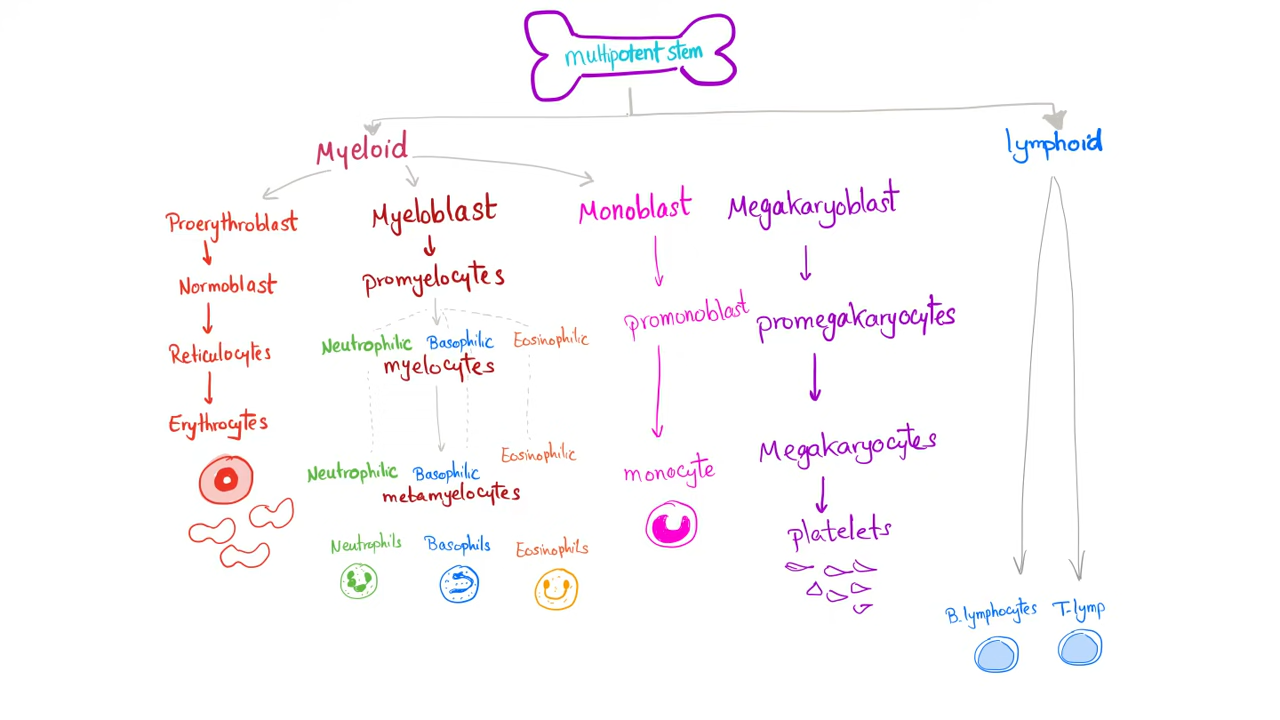 multipotent stem
Myeloid
lymphoid
Proerythroblast
Normoblast
Reticulocytes
Erythrocytes
Myeloblast
promyelocytes
Neutrophilic Basophilic Eosinophilic
myelocytes
Eosinophilic
Neutrophilic Basophilic
metamyelocytes
Neutrophils Basophils Eosinophils
Monoblast
promonoblast
monocyte
Megakaryoblast
promegakaryocytes
Megakaryocytes
platelets
B.lymphocytes T-lymp